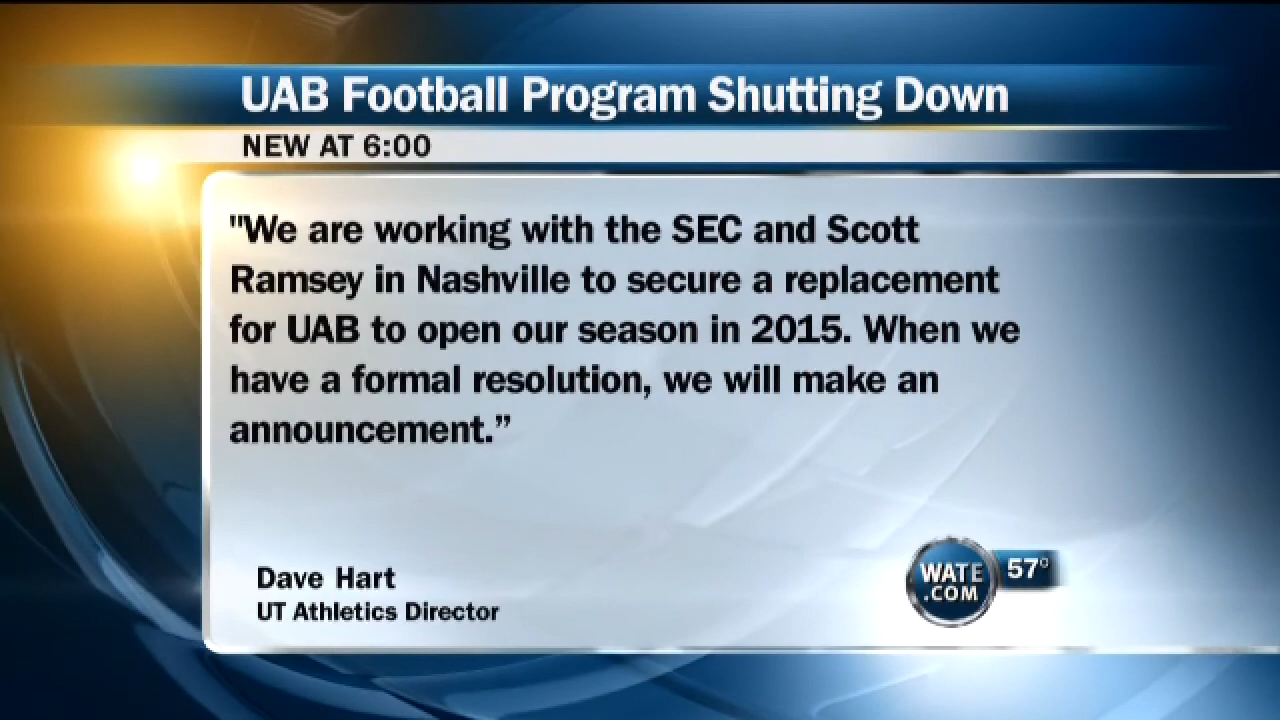 UAB Football Program Shutting Down
NEW AT 6:00
"We are working with the SEC and Scott
Ramsey in Nashville to secure a replacement
for UAB to open our season in 2015. When we
have a formal resolution, we will make an
announcement.”
Dave Hart
UT Athletics Director
WATE
.COM
57°